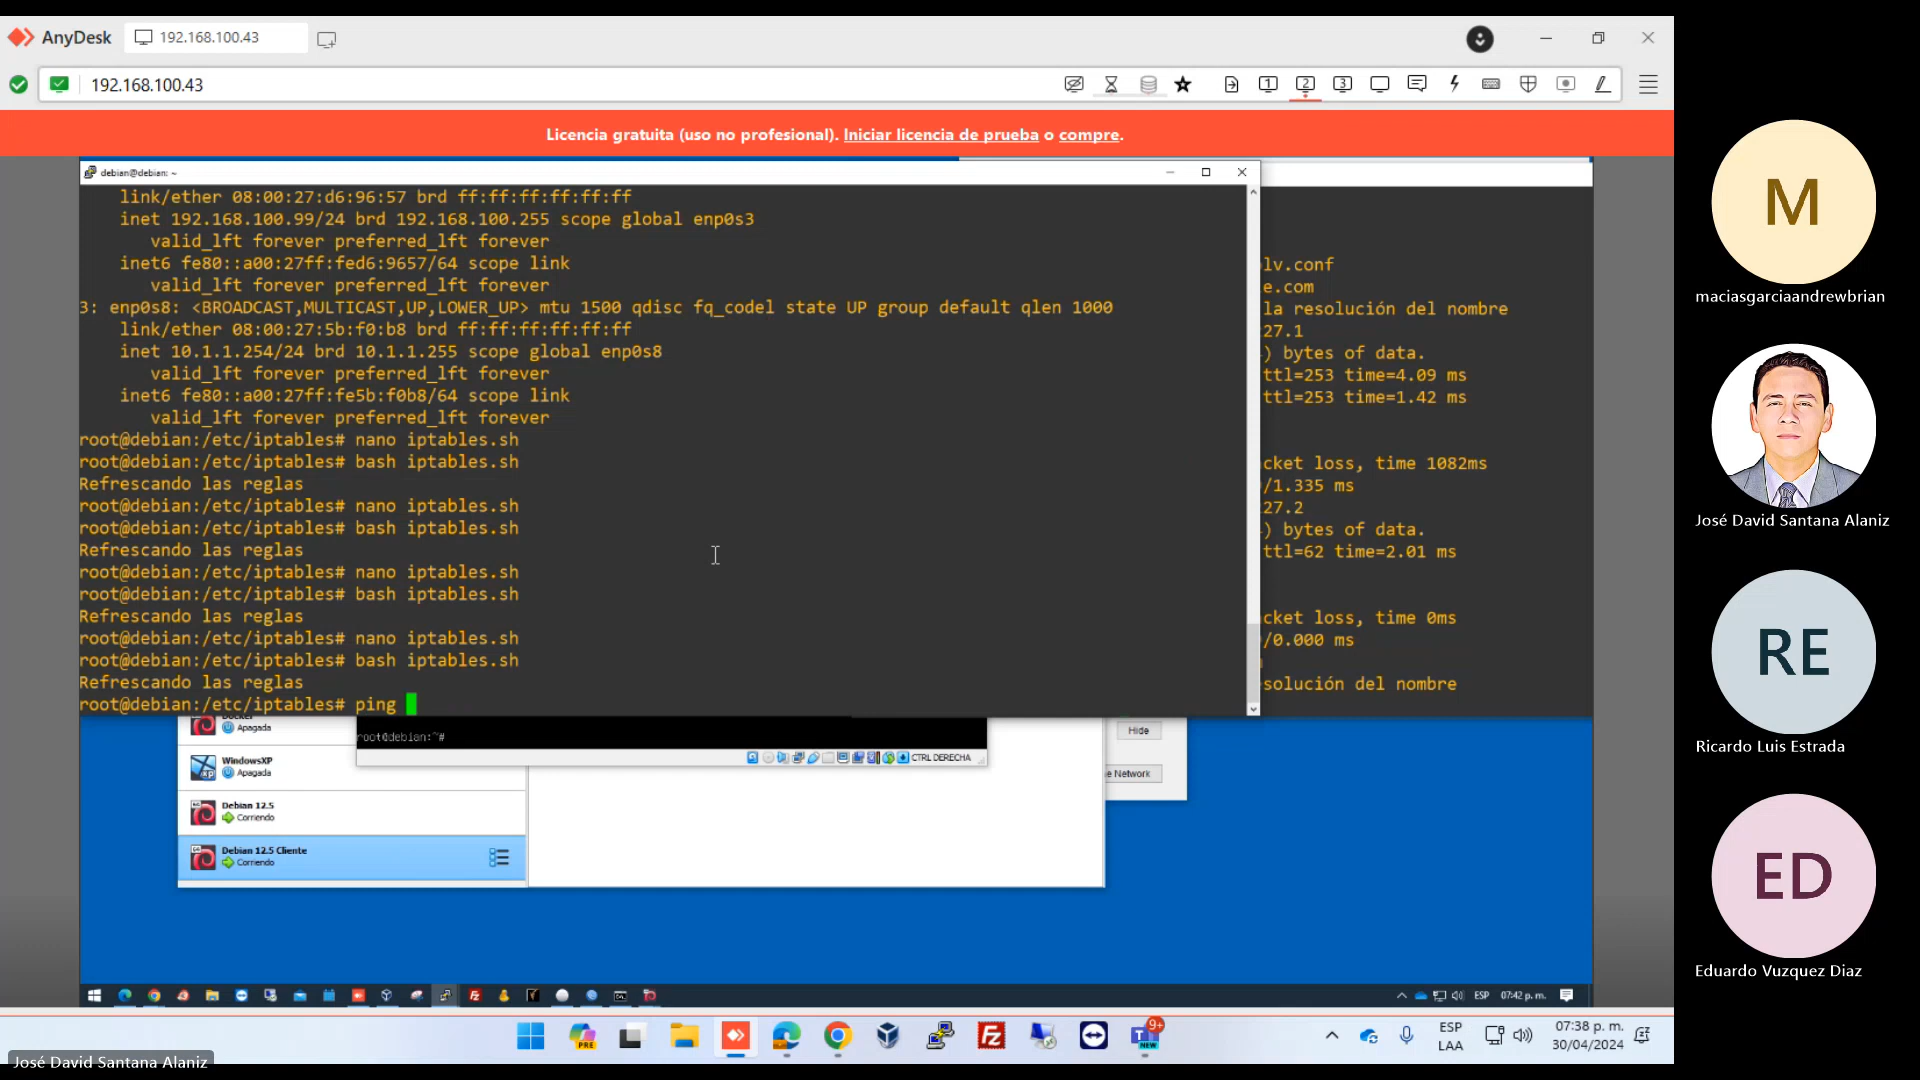 AnyDesk
192.168.100.43
192.168.100.43
Licencia gratuita (uso no profesional). Iniciar licencia de prueba o compre.
debian@debian: ~
link/ether 08:00:27:d6:96:57 brd ff:ff:ff:ff:ff:ff
inet 192.168.100.99/24 brd 192.168.100.255 scope global enp0s3
valid_lft forever preferred_lft forever
inet6 fe80::a00:27ff:fed6:9657/64 scope link
valid_lft forever preferred_lft forever
3: enp0s8: <BROADCAST,MULTICAST,UP,LOWER_UP> mtu 1500 qdisc fq_codel state UP group default qlen 1000
link/ether 08:00:27:5b:f0:b8 brd ff:ff:ff:ff:ff:ff
inet 10.1.1.254/24 brd 10.1.1.255 scope global enp0s8
valid_lft forever preferred_lft forever
inet6 fe80::a00:27ff:fe5b:f0b8/64 scope link
valid_lft forever preferred_lft forever
root@debian:/etc/iptables# nano iptables.sh
root@debian:/etc/iptables# bash iptables.sh
Refrescando las reglas
root@debian:/etc/iptables# nano iptables.sh
root@debian:/etc/iptables# bash iptables.sh
Refrescando las reglas
root@debian:/etc/iptables# nano iptables.sh
root@debian:/etc/iptables# bash iptables.sh
Refrescando las reglas
root@debian:/etc/iptables# nano iptables.sh
root@debian:/etc/iptables# bash iptables.sh
Refrescando las reglas
root@debian:/etc/iptables# ping
lv.conf
e.com
la resolución del nombre
27.1
) bytes of data.
ttl=253 time=4.09 ms
ttl=253 time=1.42 ms
cket loss, time 1082ms
/1.335 ms
27.2
) bytes of data.
ttl=62 time=2.01 ms
cket loss, time 0ms
/0.000 ms
solución del nombre
Apagada
WindowsXP
Apagada
Debian 12.5
Corriendo
Debian 12.5 Cliente
Corriendo
root@debian:~#
CTRL DERECHA
Hide
e Network
ESP
07:42 p. m.
9+
PRE
NEW
ESP
LAA
07:38 p. m.
30/04/2024
José David Santana Alaniz
M
maciasgarciaandrewbrian
José David Santana Alaniz
RE
Ricardo Luis Estrada
ED
Eduardo Vuzquez Diaz